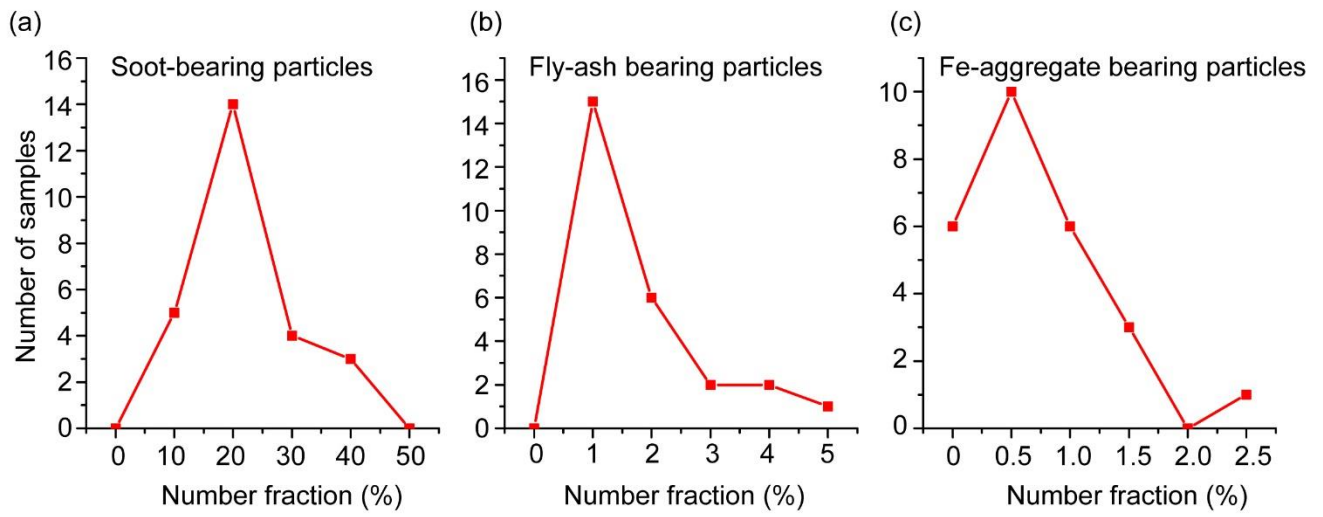 (a)
Soot-bearing particles
Number of samples
16
14
12
10
8
6
4
2
0
0 10 20 30 40 50
Number fraction (%)
(b)
Fly-ash bearing particles
16
14
12
10
8
6
4
2
0
0 1 2 3 4 5
Number fraction (%)
(c)
Fe-aggregate bearing particles
10
8
6
4
2
0
0 0.5 1.0 1.5 2.0 2.5
Number fraction (%)